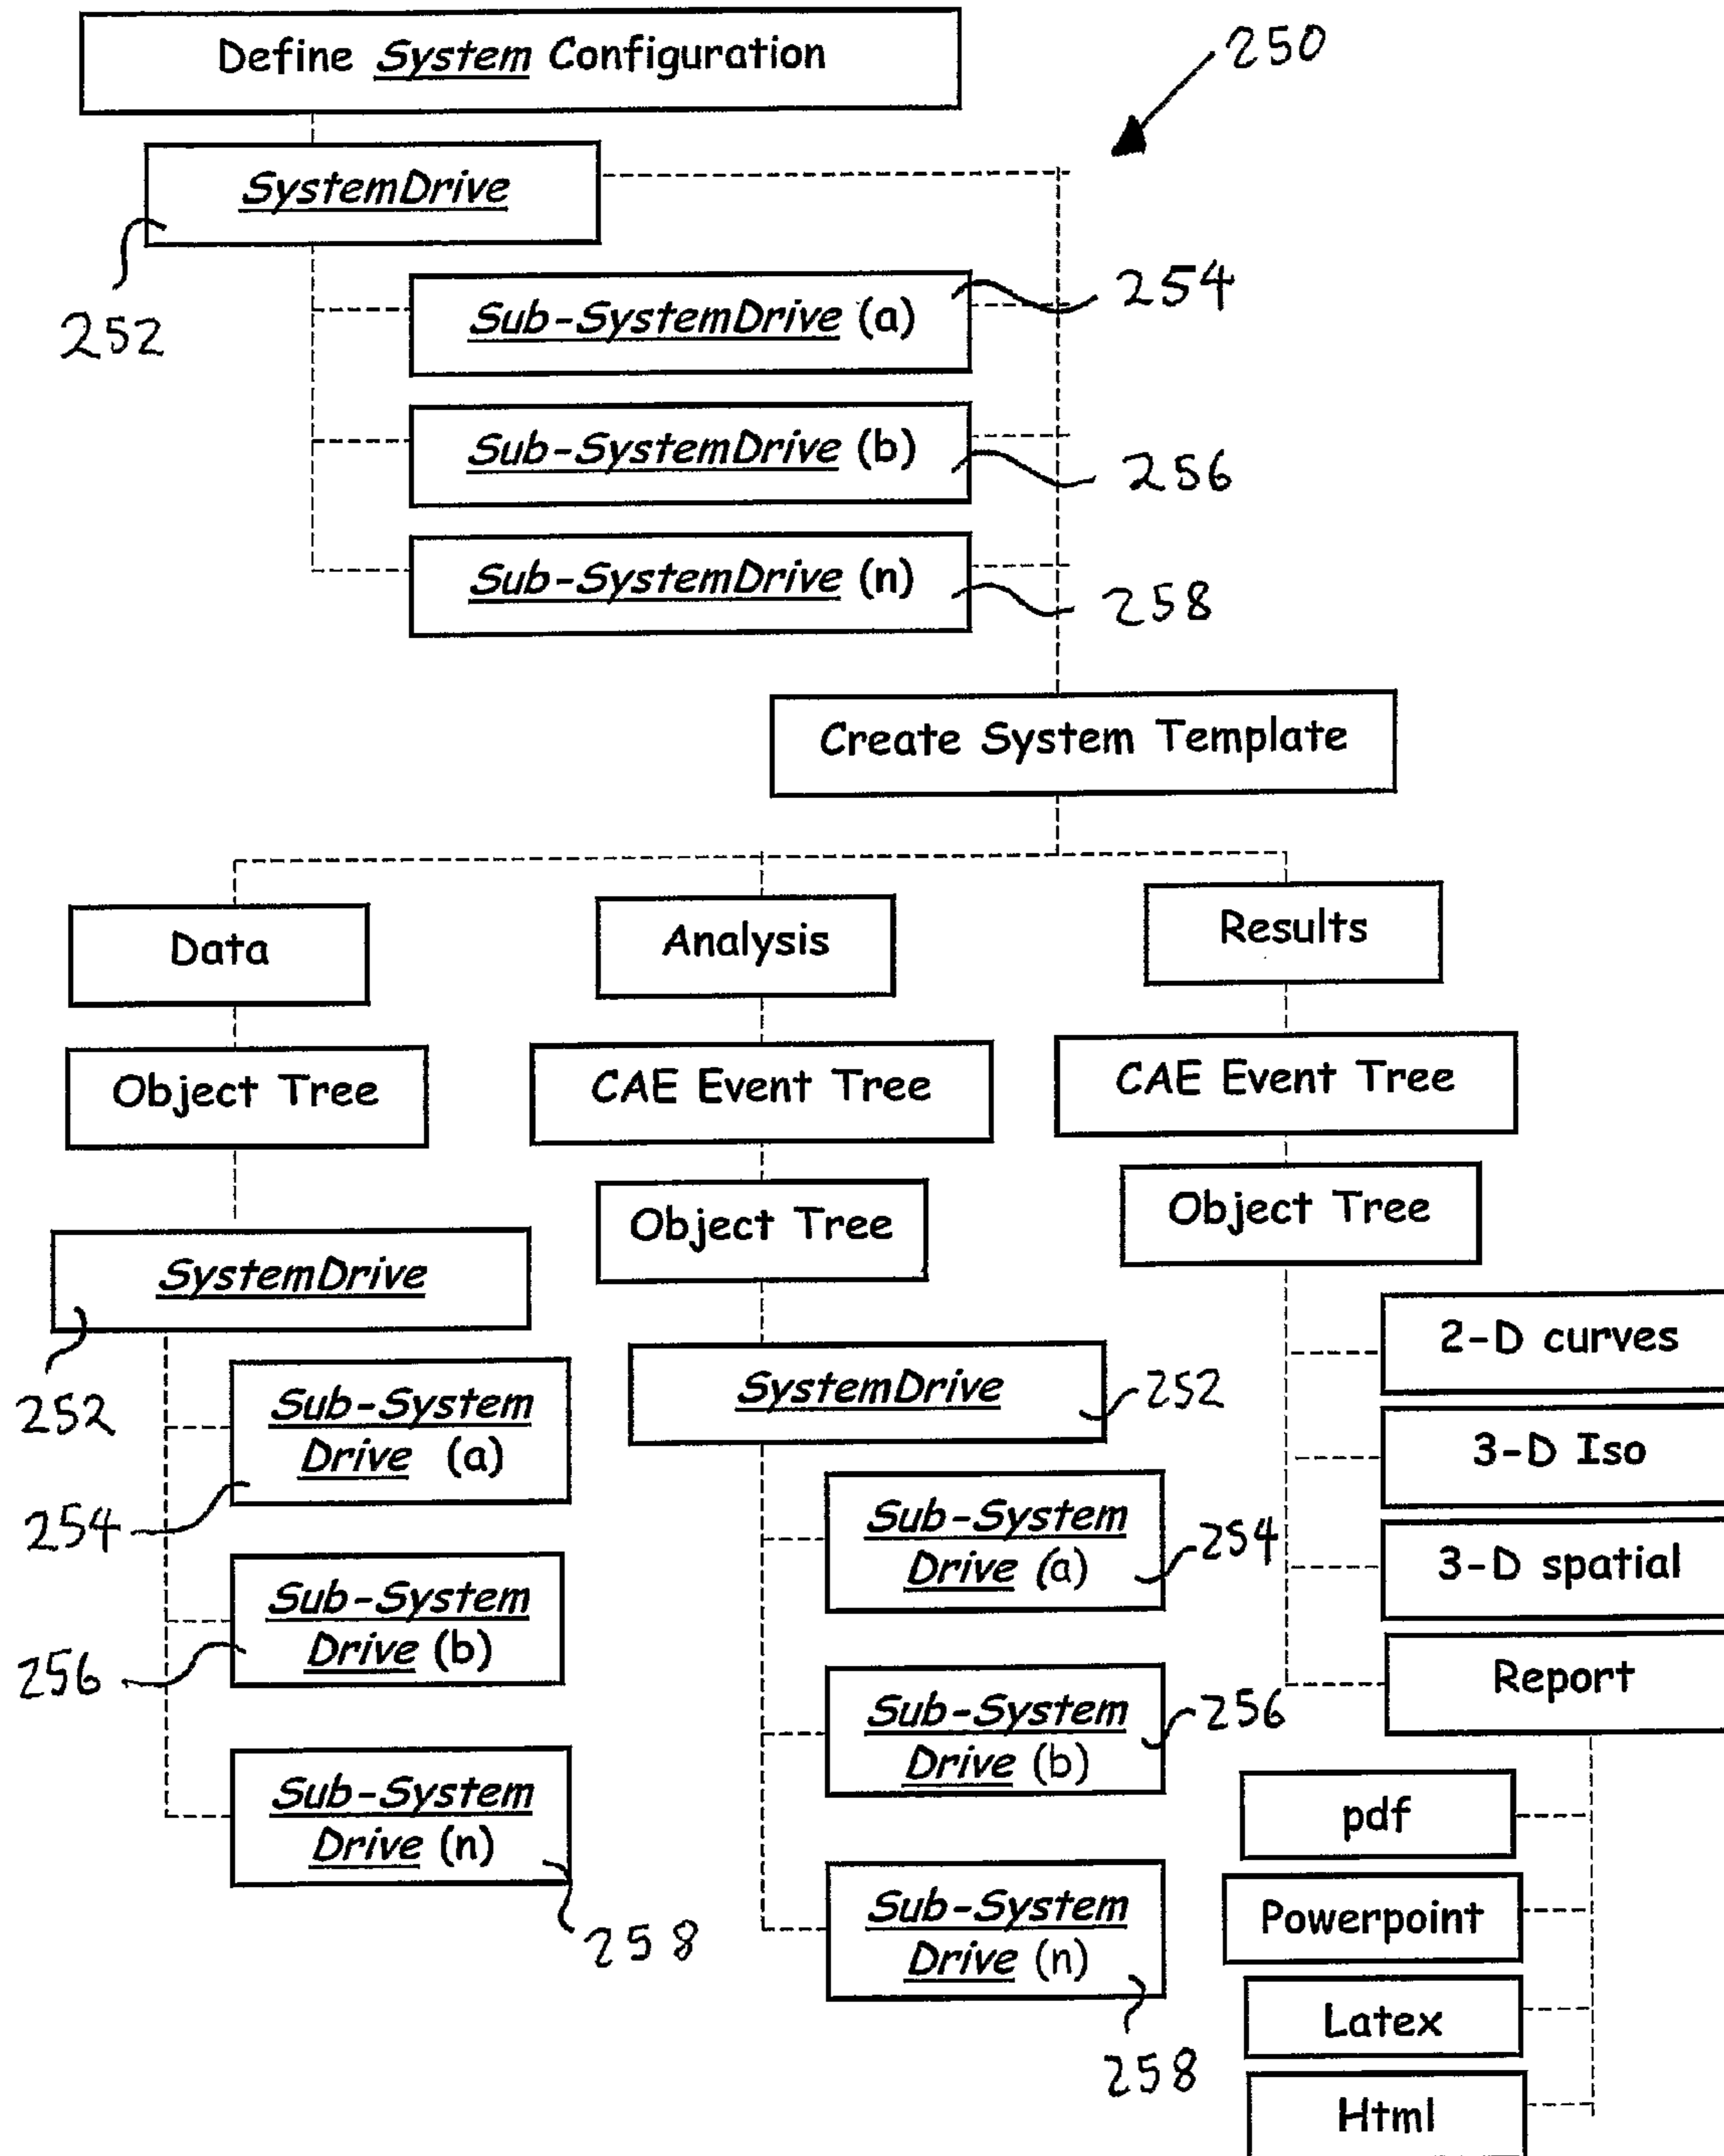 Define System Configuration
250
SystemDrive
252
Sub-SystemDrive (a)
254
Sub-SystemDrive (b)
256
Sub-SystemDrive (n)
258
Create System Template
Data
Analysis
Results
Object Tree
CAE Event Tree
CAE Event Tree
Object Tree
Object Tree
SystemDrive
252
2-D curves
3-D Iso
3-D spatial
Report
Sub-System
Drive (a)
254
Sub-System
Drive (b)
256
Sub-System
Drive (n)
258
SystemDrive
252
Sub-System
Drive (a)
254
Sub-System
Drive (b)
256
Sub-System
Drive (n)
258
pdf
Powerpoint
Latex
Html